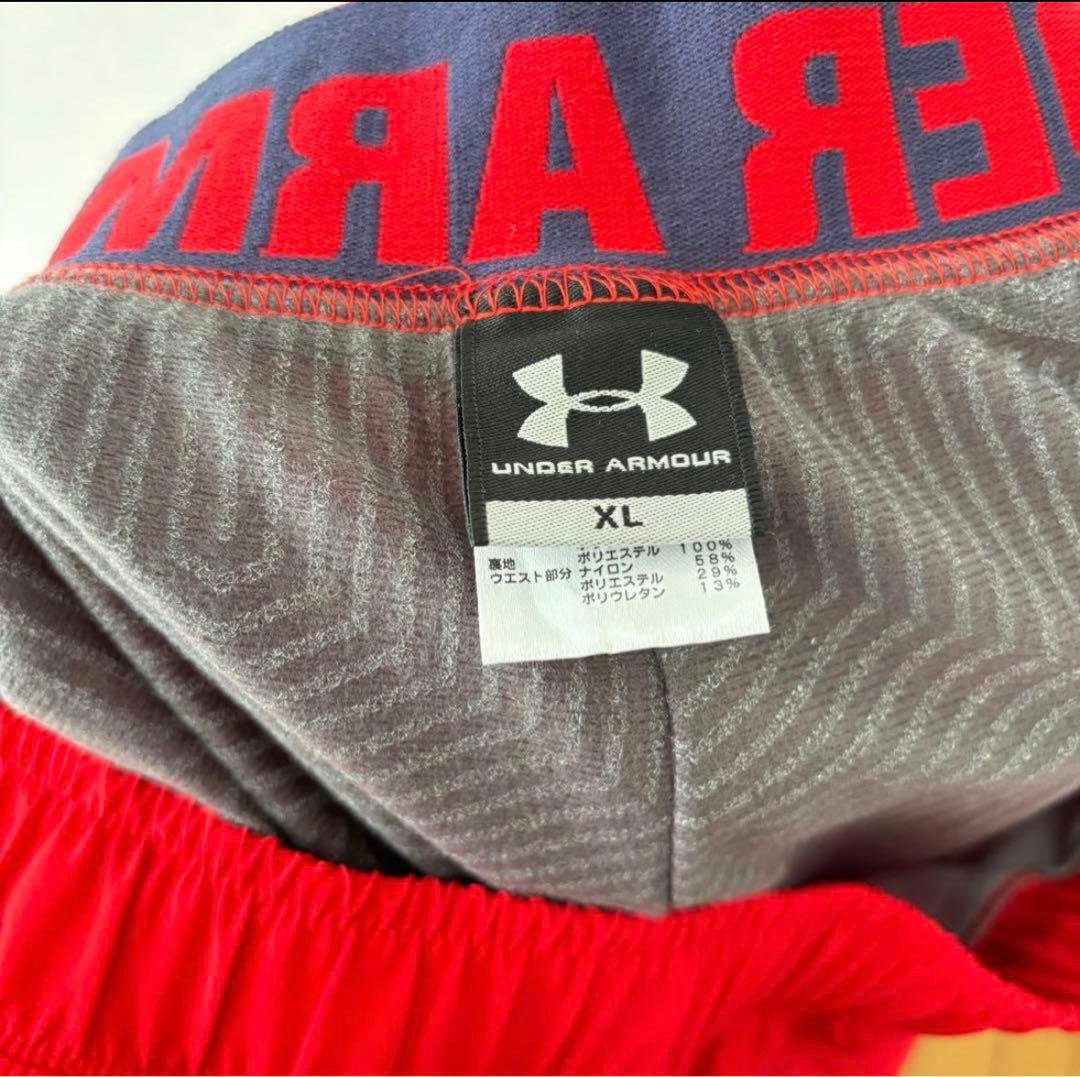 DER ARM
UNDER ARMOUR
XL
裏地 ポリエステル 100%
ウエスト部分 ナイロン 58%
ポリエステル 29%
ポリウレタン 13%